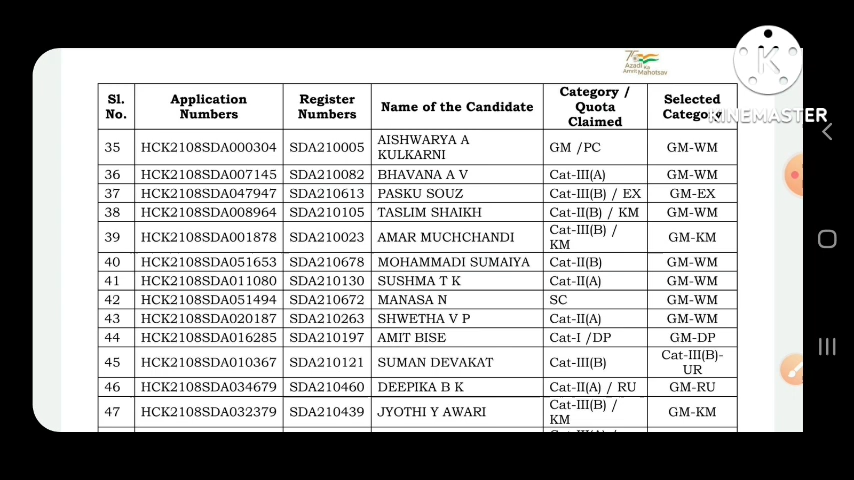 Azadi Ka
Amrit Mahotsav
K
KINEMASTER
Sl. No. Application Numbers Register Numbers Name of the Candidate Category / Quota Claimed Selected Category
35 HCK2108SDA000304 SDA210005 AISHWARYA A KULKARNI GM /PC GM-WM
36 HCK2108SDA007145 SDA210082 BHAVANA A V Cat-III(A) GM-WM
37 HCK2108SDA047947 SDA210613 PASKU SOUZ Cat-III(B) / EX GM-EX
38 HCK2108SDA008964 SDA210105 TASLIM SHAIKH Cat-II(B) / KM GM-WM
39 HCK2108SDA001878 SDA210023 AMAR MUCHCHANDI Cat-III(B) / KM GM-KM
40 HCK2108SDA051653 SDA210678 MOHAMMADI SUMAIYA Cat-II(B) GM-WM
41 HCK2108SDA011080 SDA210130 SUSHMA T K Cat-II(A) GM-WM
42 HCK2108SDA051494 SDA210672 MANASA N SC GM-WM
43 HCK2108SDA020187 SDA210263 SHWETHA V P Cat-II(A) GM-WM
44 HCK2108SDA016285 SDA210197 AMIT BISE Cat-I /DP GM-DP
45 HCK2108SDA010367 SDA210121 SUMAN DEVAKAT Cat-III(B) Cat-III(B)-UR
46 HCK2108SDA034679 SDA210460 DEEPIKA B K Cat-II(A) / RU GM-RU
47 HCK2108SDA032379 SDA210439 JYOTHI Y AWARI Cat-III(B) / KM GM-KM